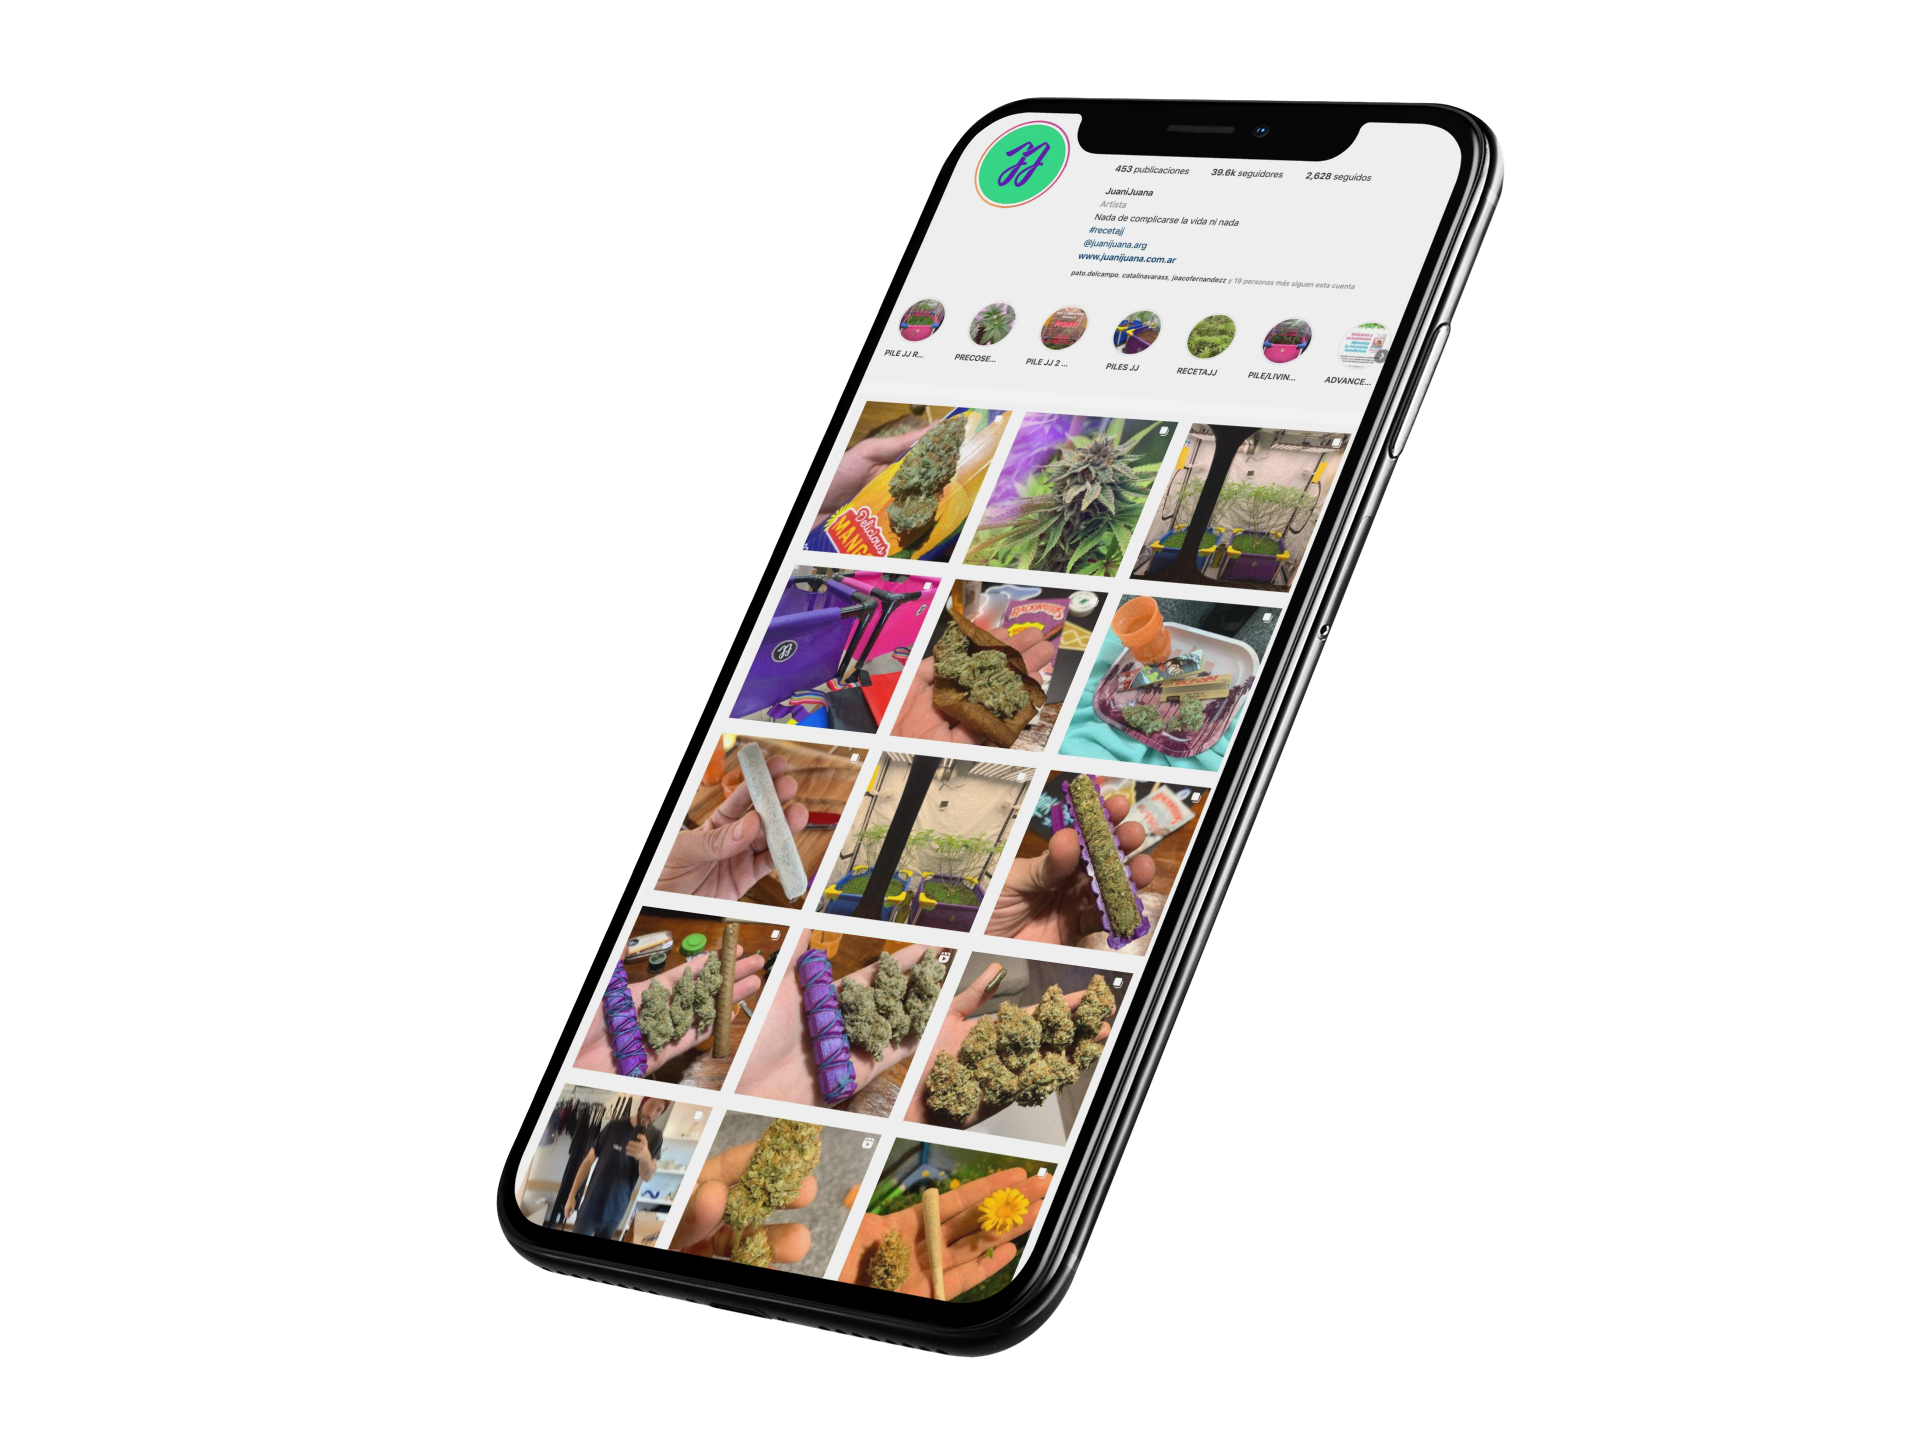 JJ
453 publicaciones 39.6k seguidores 2,628 seguidos
JuaniJuana
Artista
Nada de complicarse la vida ni nada
#recetajj
@juanijuana.arg
www.juanijuana.com.ar
pato.delcampo, catalinavarass, joacofernandezz y 19 personas más siguen esta cuenta
PILE JJ R... PRECOSE... PILE JJ 2 ... PILES JJ RECETAJJ PILE/LIVIN... ADVANCE...
Delicious
MANG
JJ
BACKWOODS